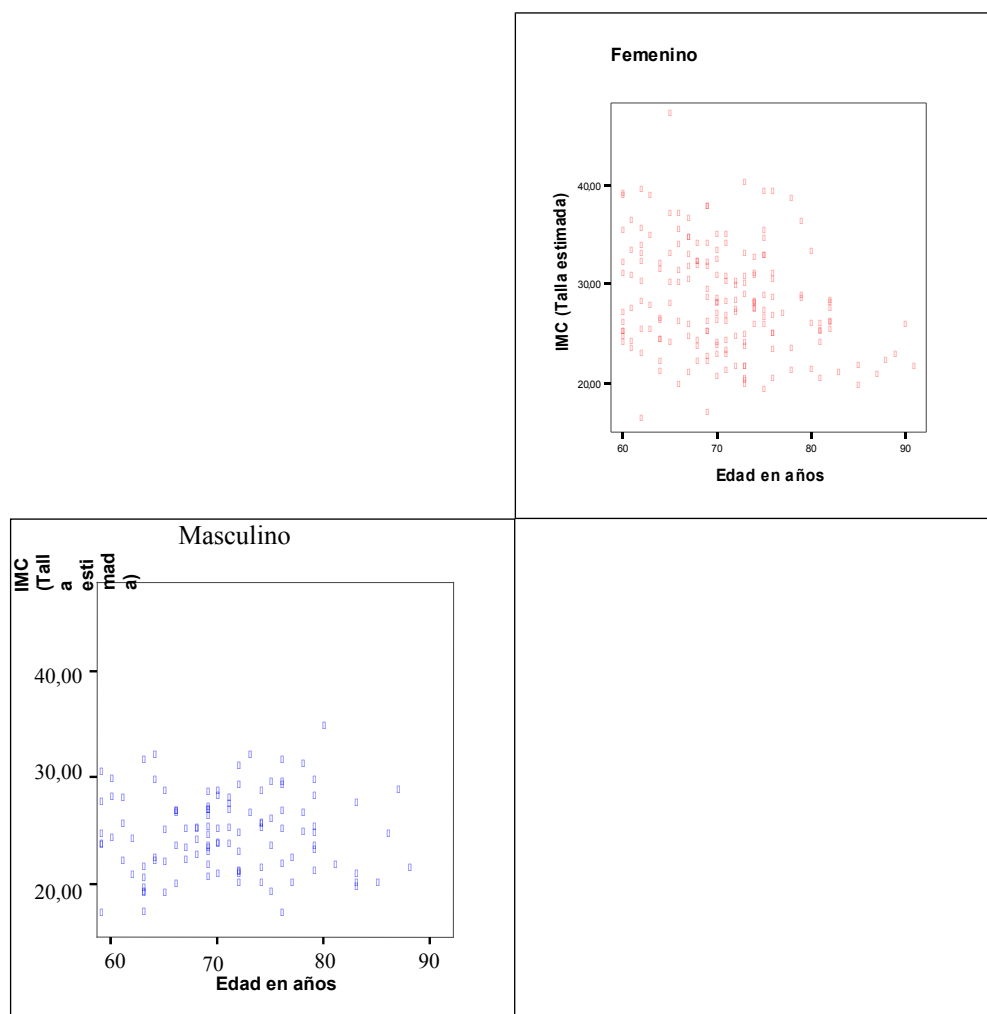 Femenino
IMC (Talla estimada)
40,00
30,00
20,00
60 70 80 90
Edad en años
Masculino
IMC
(Tall
a
esti
mad
a)
40,00
30,00
20,00
60 70 80 90
Edad en años